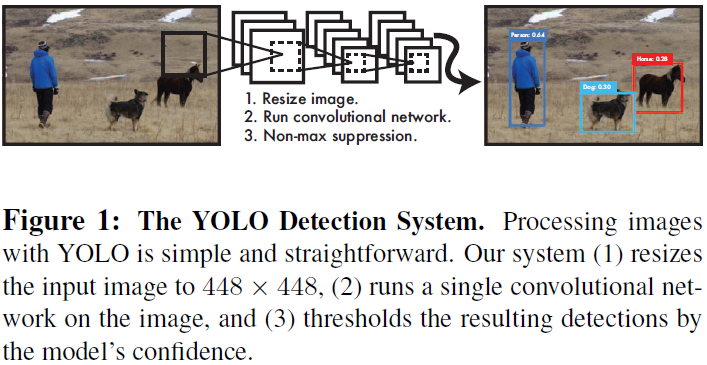 Person: 0.64
Horse: 0.28
Dog: 0.30
1. Resize image.
2. Run convolutional network.
3. Non-max suppression.
Figure 1: The YOLO Detection System. Processing images
with YOLO is simple and straightforward. Our system (1) resizes
the input image to 448 × 448, (2) runs a single convolutional net-
work on the image, and (3) thresholds the resulting detections by
the model's confidence.